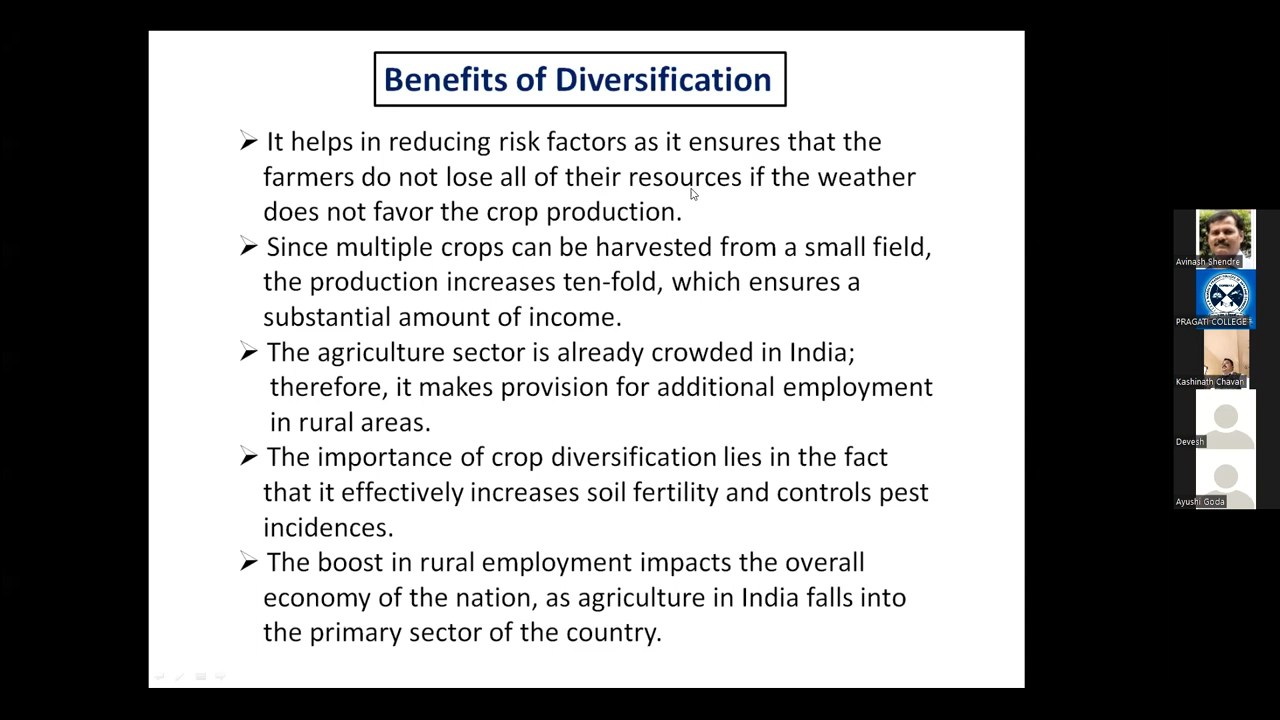 Benefits of Diversification
➢ It helps in reducing risk factors as it ensures that the
farmers do not lose all of their resources if the weather
does not favor the crop production.
➢ Since multiple crops can be harvested from a small field,
the production increases ten-fold, which ensures a
substantial amount of income.
➢ The agriculture sector is already crowded in India;
therefore, it makes provision for additional employment
in rural areas.
➢ The importance of crop diversification lies in the fact
that it effectively increases soil fertility and controls pest
incidences.
➢ The boost in rural employment impacts the overall
economy of the nation, as agriculture in India falls into
the primary sector of the country.
Avinash Shendre
PRAGATI COLLEGE
Kashinath Chavan
Devesh
Ayushi Goda